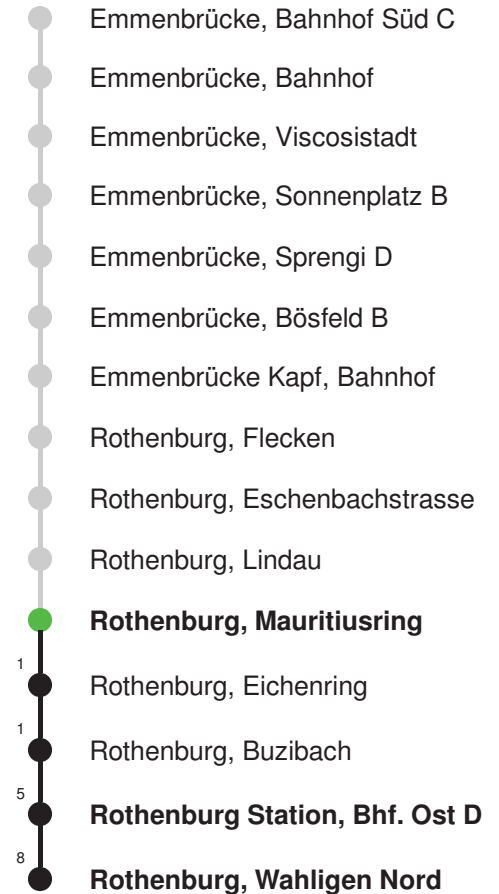 Emmenbrücke, Bahnhof Süd C
Emmenbrücke, Bahnhof
Emmenbrücke, Viscosistadt
Emmenbrücke, Sonnenplatz B
Emmenbrücke, Sprengi D
Emmenbrücke, Bösfeld B
Emmenbrücke Kapf, Bahnhof
Rothenburg, Flecken
Rothenburg, Eschenbachstrasse
Rothenburg, Lindau
Rothenburg, Mauritiusring
1 Rothenburg, Eichenring
1 Rothenburg, Buzibach
5 Rothenburg Station, Bhf. Ost D
8 Rothenburg, Wahligen Nord